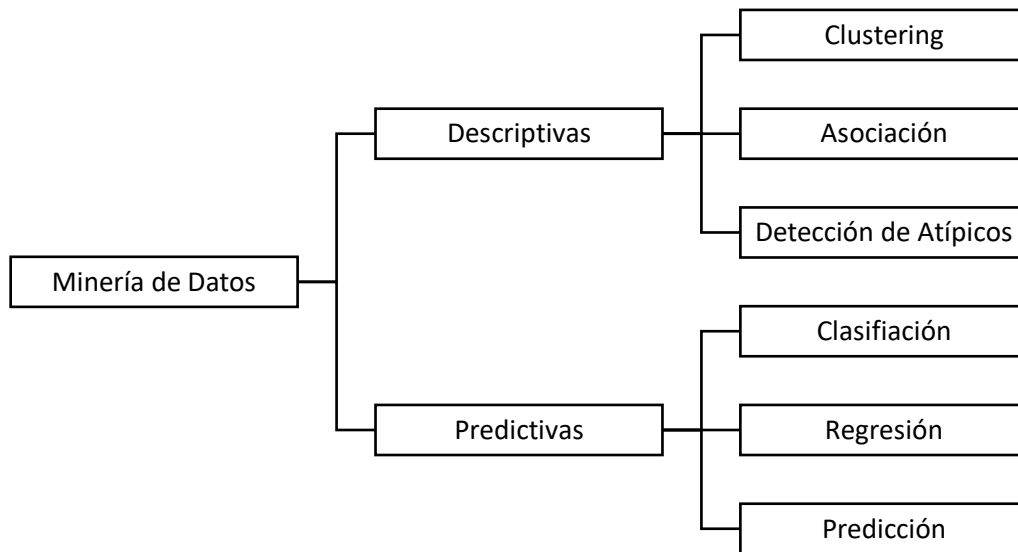 Clustering
Descriptivas
Asociación
Detección de Atípicos
Minería de Datos
Clasifiación
Predictivas
Regresión
Predicción